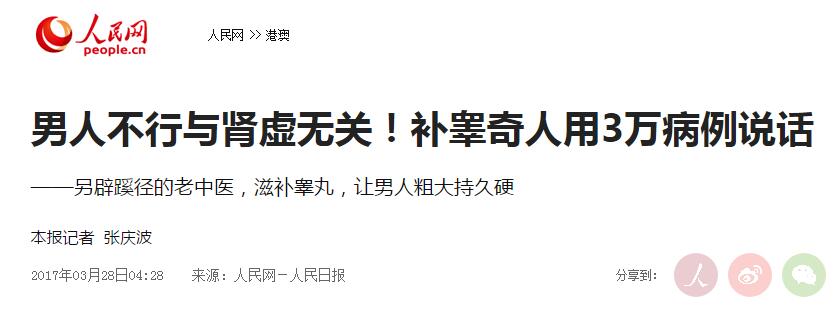 人民网
people.cn
人民网 >> 港澳
男人不行与肾虚无关！补睾奇人用3万病例说话
——另辟蹊径的老中医，滋补睾丸，让男人粗大持久硬
本报记者 张庆波
2017年03月28日04:28 来源：人民网－人民日报 分享到： 人